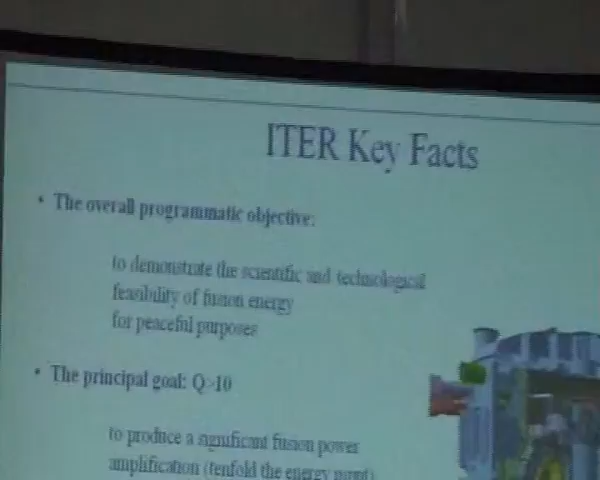 ITER Key Facts
• The overall programmatic objective:
to demonstrate the scientific and technological
feasibility of fusion energy
for peaceful purposes
• The principal goal: Q>10
to produce a significant fusion power
amplification (tenfold the energy input)